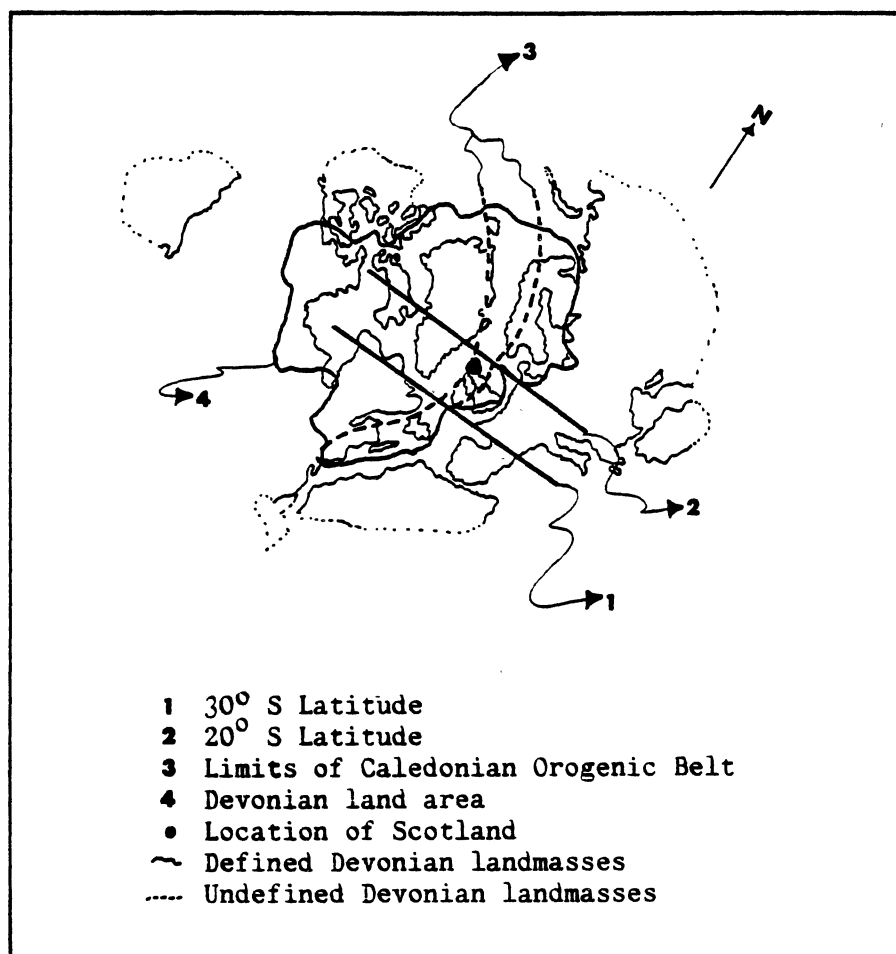 3
N
4
2
1
1 30° S Latitude
2 20° S Latitude
3 Limits of Caledonian Orogenic Belt
4 Devonian land area
• Location of Scotland
~ Defined Devonian landmasses
..... Undefined Devonian landmasses